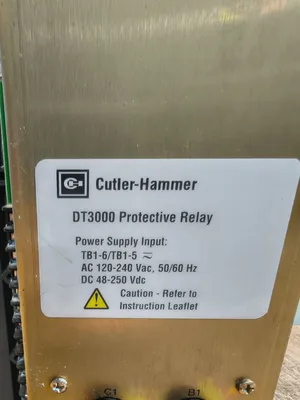 Cutler-Hammer
DT3000 Protective Relay
Power Supply Input:
TB1-6/TB1-5 ⎓
AC 120-240 Vac, 50/60 Hz
DC 48-250 Vdc
Caution - Refer to
Instruction Leaflet
C1 B1